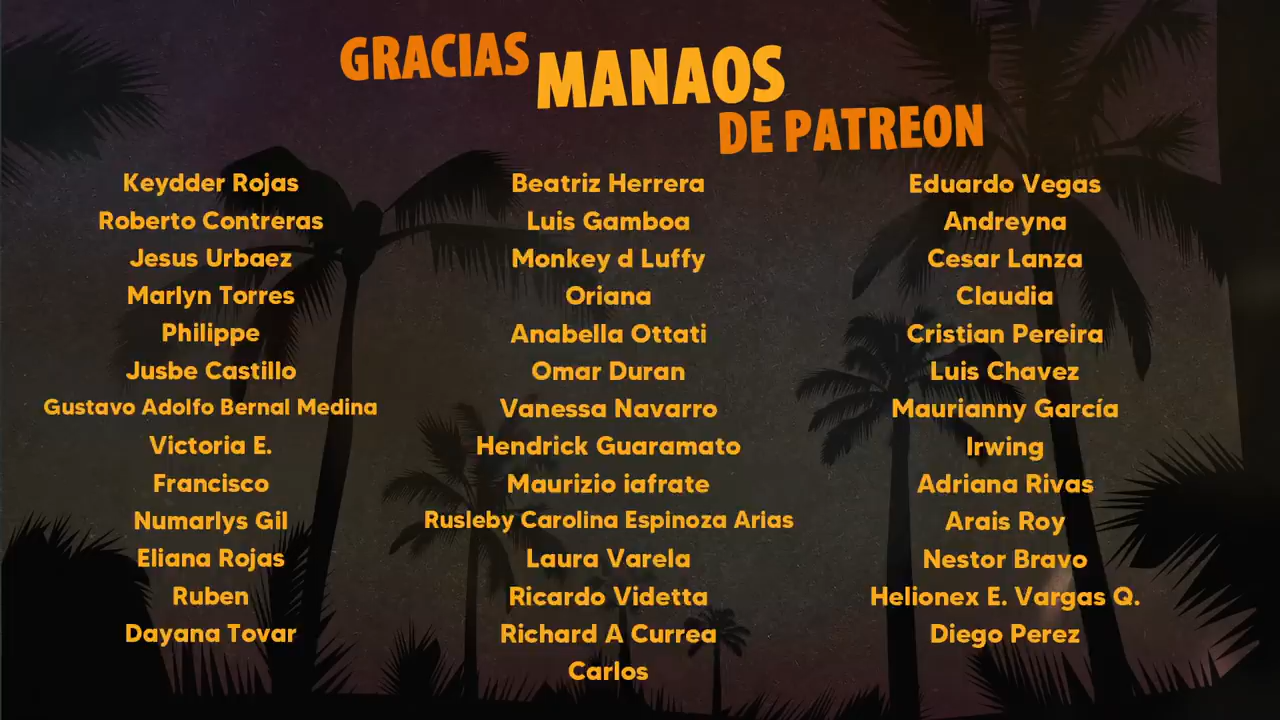 GRACIAS
MANAOS
DE PATREON
Keydder Rojas
Roberto Contreras
Jesus Urbaez
Marlyn Torres
Philippe
Jusbe Castillo
Gustavo Adolfo Bernal Medina
Victoria E.
Francisco
Numarlys Gil
Eliana Rojas
Ruben
Dayana Tovar
Beatriz Herrera
Luis Gamboa
Monkey d Luffy
Oriana
Anabella Ottati
Omar Duran
Vanessa Navarro
Hendrick Guaramato
Maurizio iafrate
Rusleby Carolina Espinoza Arias
Laura Varela
Ricardo Videtta
Richard A Currea
Carlos
Eduardo Vegas
Andreyna
Cesar Lanza
Claudia
Cristian Pereira
Luis Chavez
Maurianny García
Irwing
Adriana Rivas
Arais Roy
Nestor Bravo
Helionex E. Vargas Q.
Diego Perez